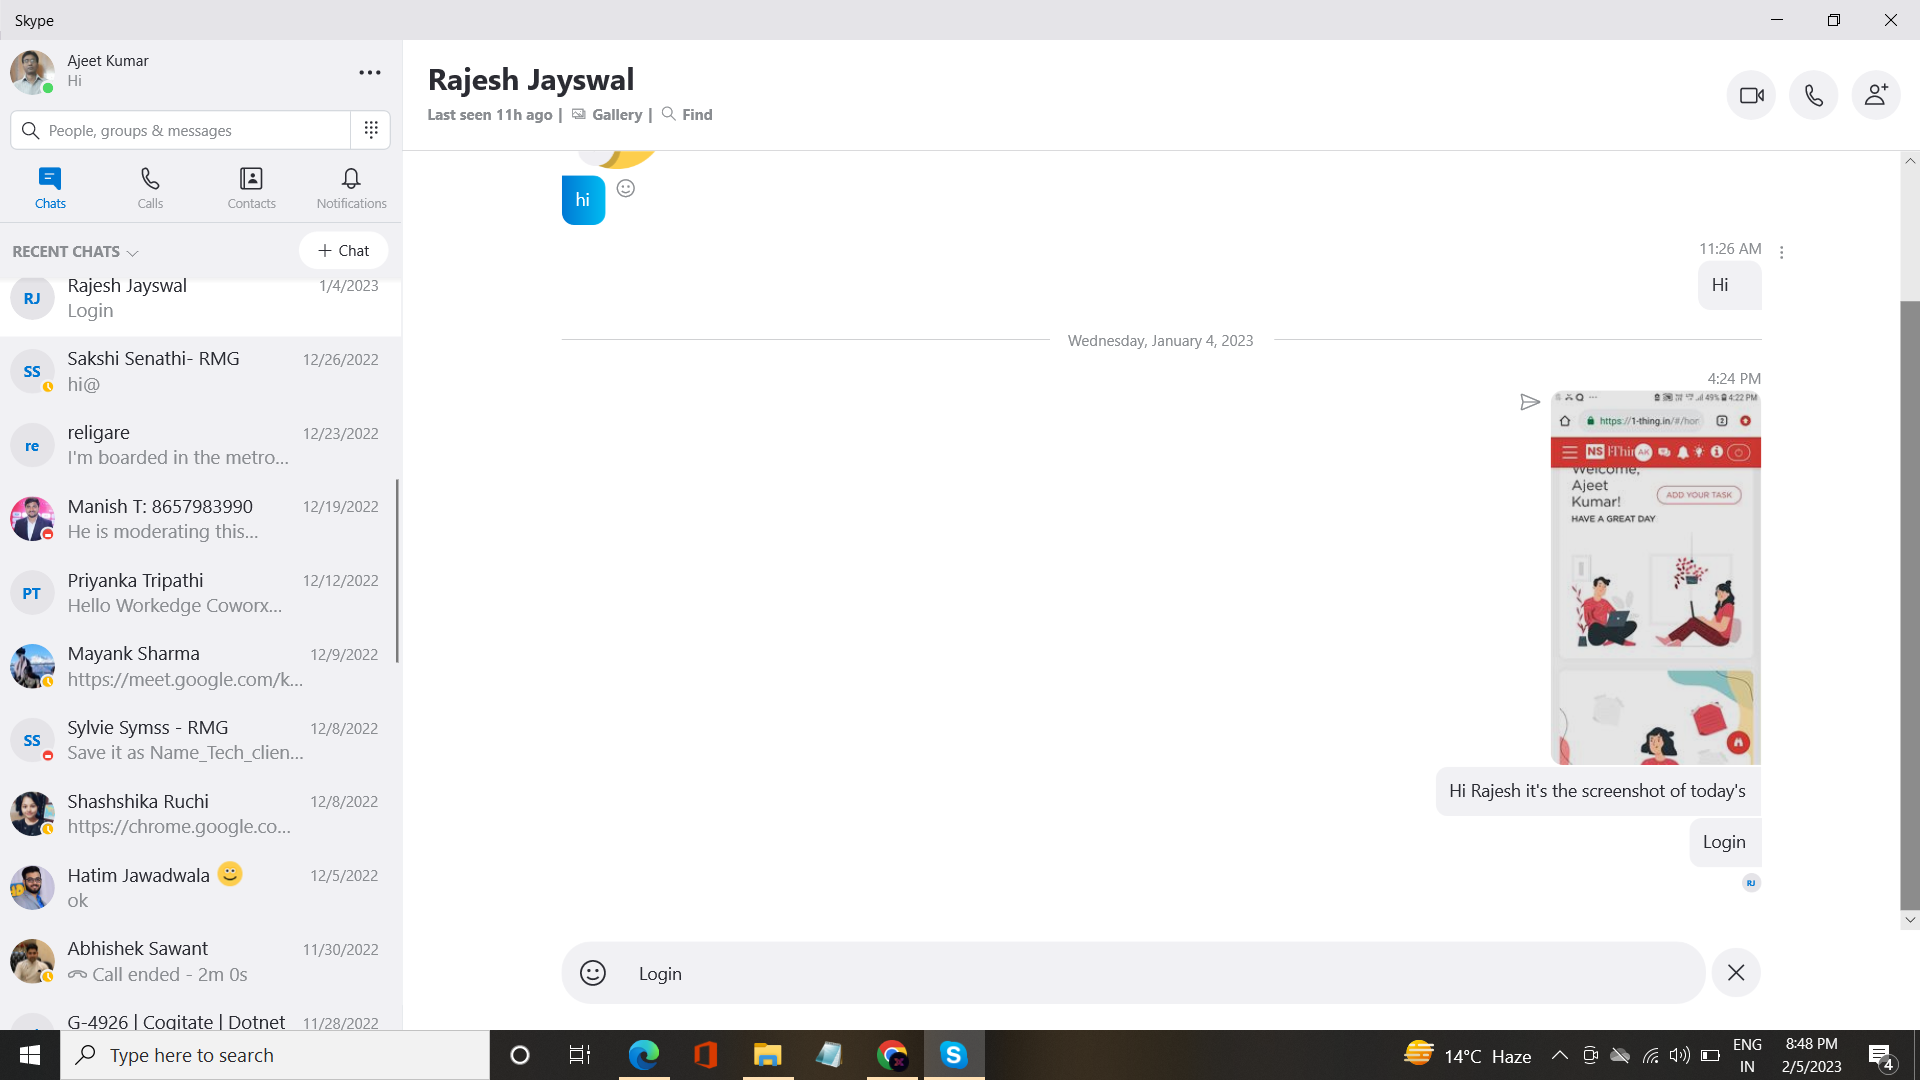 Skype
Ajeet Kumar
Hi
People, groups & messages
Chats
Calls
Contacts
Notifications
RECENT CHATS
+ Chat
RJ
Rajesh Jayswal
1/4/2023
Login
SS
Sakshi Senathi- RMG
12/26/2022
hi@
re
religare
12/23/2022
I'm boarded in the metro...
Manish T: 8657983990
12/19/2022
He is moderating this...
PT
Priyanka Tripathi
12/12/2022
Hello Workedge Coworx...
Mayank Sharma
12/9/2022
https://meet.google.com/k...
SS
Sylvie Symss - RMG
12/8/2022
Save it as Name_Tech_clien...
Shashshika Ruchi
12/8/2022
https://chrome.google.co...
Hatim Jawadwala
12/5/2022
ok
Abhishek Sawant
11/30/2022
Call ended - 2m 0s
G-4926 | Cogitate | Dotnet
11/28/2022
Rajesh Jayswal
Last seen 11h ago | Gallery | Find
hi
11:26 AM
Hi
Wednesday, January 4, 2023
4:24 PM
49% 4:22 PM
https://1-thing.in/#/hor
2
NS AK
Welcome,
Ajeet
Kumar!
ADD YOUR TASK
HAVE A GREAT DAY
Hi Rajesh it's the screenshot of today's
Login
RJ
Login
Type here to search
14°C Haze
ENG
IN
8:48 PM
2/5/2023
4